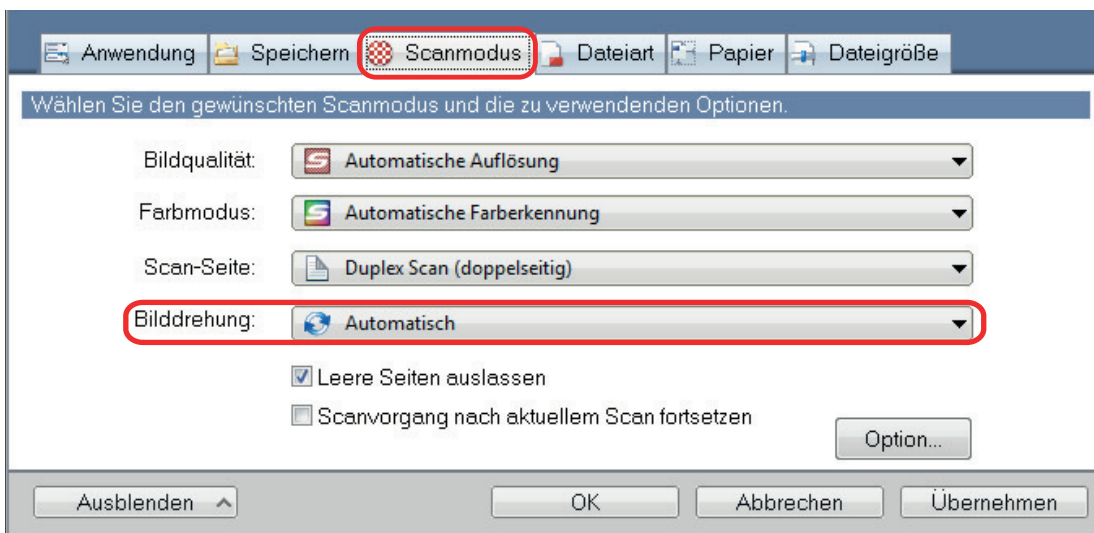 Anwendung Speichern Scanmodus Dateiart Papier Dateigröße
Wählen Sie den gewünschten Scanmodus und die zu verwendenden Optionen.
Bildqualität: Automatische Auflösung
Farbmodus: Automatische Farberkennung
Scan-Seite: Duplex Scan (doppelseitig)
Bilddrehung: Automatisch
Leere Seiten auslassen
Scanvorgang nach aktuellem Scan fortsetzen
Option...
Ausblenden OK Abbrechen Übernehmen